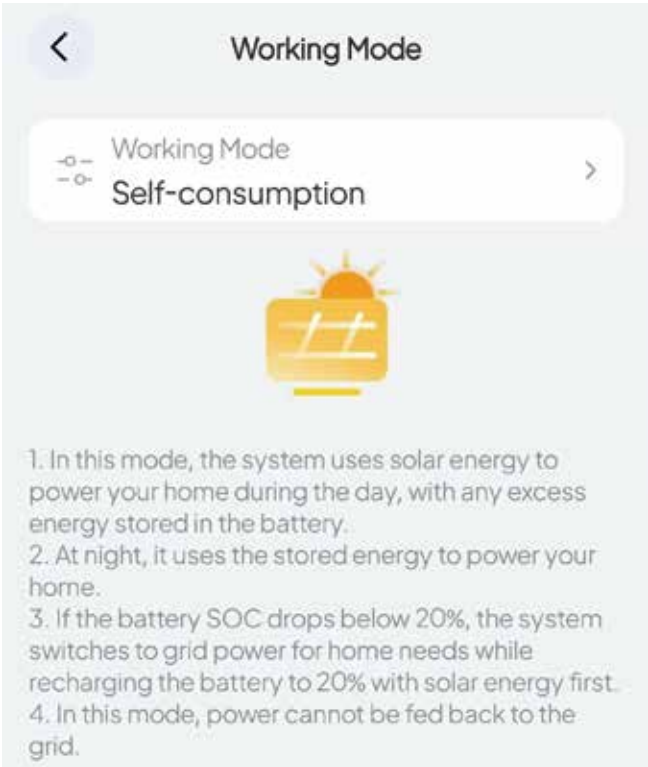 Working Mode
Working Mode
Self-consumption
1. In this mode, the system uses solar energy to
power your home during the day, with any excess
energy stored in the battery.
2. At night, it uses the stored energy to power your
home.
3. If the battery SOC drops below 20%, the system
switches to grid power for home needs while
recharging the battery to 20% with solar energy first.
4. In this mode, power cannot be fed back to the
grid.